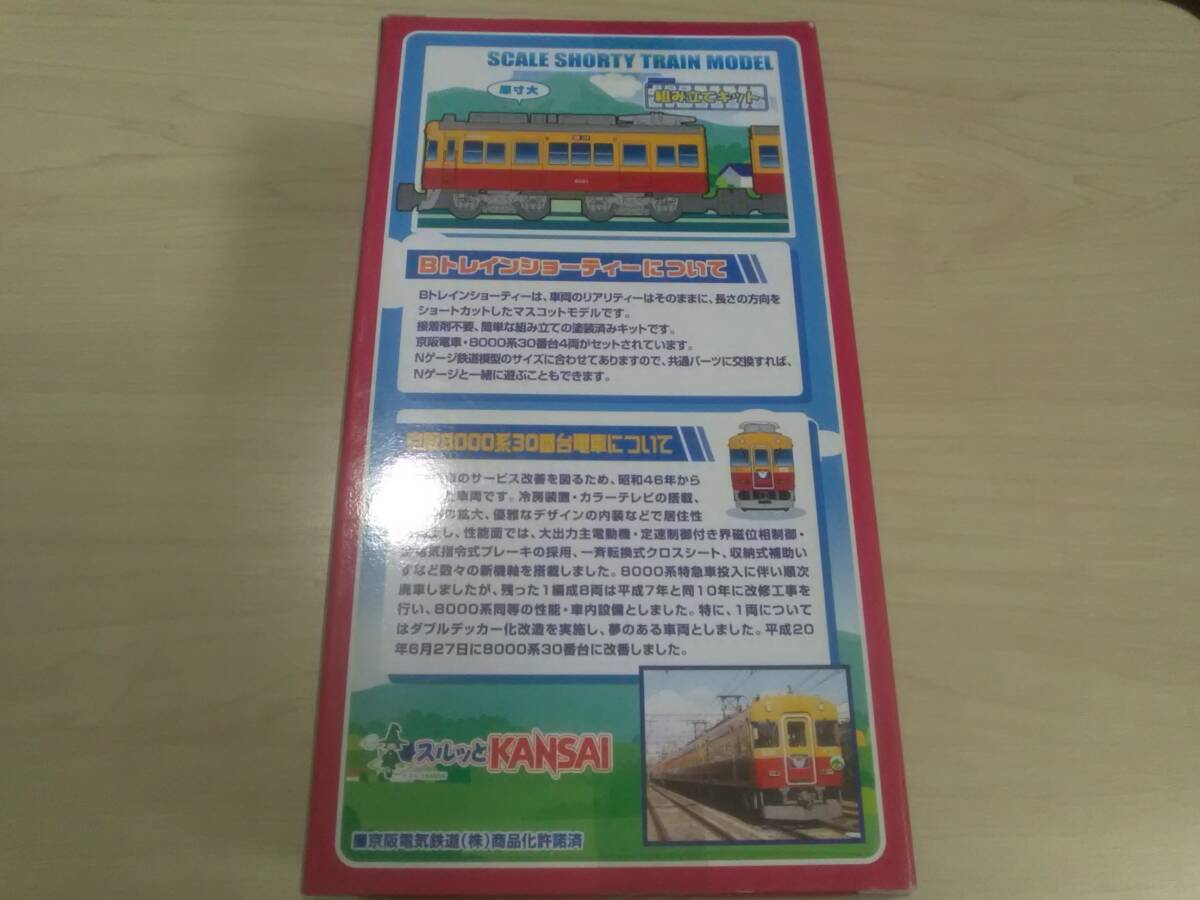 SCALE SHORTY TRAIN MODEL
原寸大
組み立てキット
Bトレインショーティーについて
Bトレインショーティーは、車両のリアリティーはそのままに、長さの方向を
ショートカットしたマスコットモデルです。
接着剤不要、簡単な組み立ての塗装済みキットです。
京阪電車・8000系30番台4両がセットされています。
Nゲージ鉄道模型のサイズに合わせてありますので、共通パーツに交換すれば、
Nゲージと一緒に遊ぶこともできます。
8000系30番台電車について
のサービス改善を図るため、昭和46年から
車両です。冷房装置・カラーテレビの搭載、
の拡大、優雅なデザインの内装などで居住性
し、性能面では、大出力主電動機・定速制御付き界磁位相制御・
気指令式ブレーキの採用、一斉転換式クロスシート、収納式補助い
すなど数々の新機軸を搭載しました。8000系特急車投入に伴い順次
廃車しましたが、残った1編成8両は平成7年と同10年に改修工事を
行い、8000系同等の性能・車内設備としました。特に、1両について
はダブルデッカー化改造を実施し、夢のある車両としました。平成20
年6月27日に8000系30番台に改番しました。
スルッとKANSAI
京阪電気鉄道(株)商品化許諾済